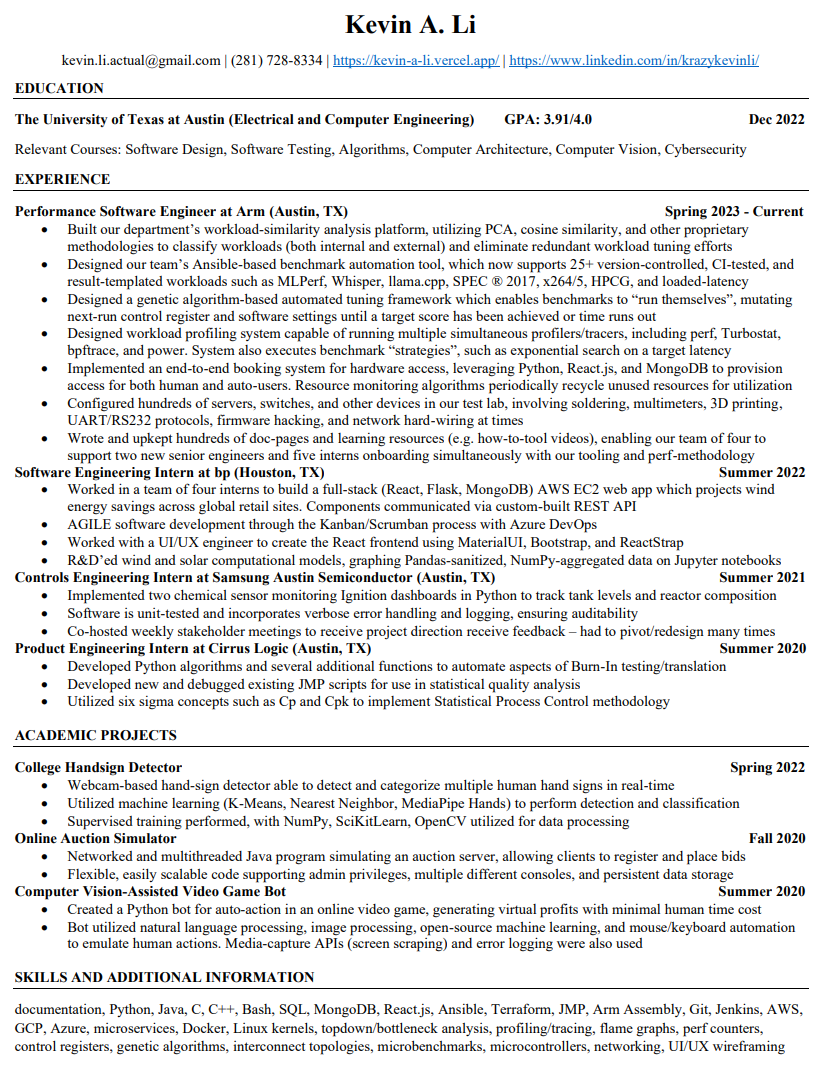 Kevin A. Li
kevin.li.actual@gmail.com | (281) 728-8334 | https://kevin-a-li.vercel.app/ | https://www.linkedin.com/in/krazykevinli/
EDUCATION
The University of Texas at Austin (Electrical and Computer Engineering) GPA: 3.91/4.0 Dec 2022
Relevant Courses: Software Design, Software Testing, Algorithms, Computer Architecture, Computer Vision, Cybersecurity
EXPERIENCE
Performance Software Engineer at Arm (Austin, TX) Spring 2023 - Current
• Built our department’s workload-similarity analysis platform, utilizing PCA, cosine similarity, and other proprietary
methodologies to classify workloads (both internal and external) and eliminate redundant workload tuning efforts
• Designed our team’s Ansible-based benchmark automation tool, which now supports 25+ version-controlled, CI-tested, and
result-templated workloads such as MLPerf, Whisper, llama.cpp, SPEC ® 2017, x264/5, HPCG, and loaded-latency
• Designed a genetic algorithm-based automated tuning framework which enables benchmarks to “run themselves”, mutating
next-run control register and software settings until a target score has been achieved or time runs out
• Designed workload profiling system capable of running multiple simultaneous profilers/tracers, including perf, Turbostat,
bpftrace, and power. System also executes benchmark “strategies”, such as exponential search on a target latency
• Implemented an end-to-end booking system for hardware access, leveraging Python, React.js, and MongoDB to provision
access for both human and auto-users. Resource monitoring algorithms periodically recycle unused resources for utilization
• Configured hundreds of servers, switches, and other devices in our test lab, involving soldering, multimeters, 3D printing,
UART/RS232 protocols, firmware hacking, and network hard-wiring at times
• Wrote and upkept hundreds of doc-pages and learning resources (e.g. how-to-tool videos), enabling our team of four to
support two new senior engineers and five interns onboarding simultaneously with our tooling and perf-methodology
Software Engineering Intern at bp (Houston, TX) Summer 2022
• Worked in a team of four interns to build a full-stack (React, Flask, MongoDB) AWS EC2 web app which projects wind
energy savings across global retail sites. Components communicated via custom-built REST API
• AGILE software development through the Kanban/Scrumban process with Azure DevOps
• Worked with a UI/UX engineer to create the React frontend using MaterialUI, Bootstrap, and ReactStrap
• R&D’ed wind and solar computational models, graphing Pandas-sanitized, NumPy-aggregated data on Jupyter notebooks
Controls Engineering Intern at Samsung Austin Semiconductor (Austin, TX) Summer 2021
• Implemented two chemical sensor monitoring Ignition dashboards in Python to track tank levels and reactor composition
• Software is unit-tested and incorporates verbose error handling and logging, ensuring auditability
• Co-hosted weekly stakeholder meetings to receive project direction receive feedback – had to pivot/redesign many times
Product Engineering Intern at Cirrus Logic (Austin, TX) Summer 2020
• Developed Python algorithms and several additional functions to automate aspects of Burn-In testing/translation
• Developed new and debugged existing JMP scripts for use in statistical quality analysis
• Utilized six sigma concepts such as Cp and Cpk to implement Statistical Process Control methodology
ACADEMIC PROJECTS
College Handsign Detector Spring 2022
• Webcam-based hand-sign detector able to detect and categorize multiple human hand signs in real-time
• Utilized machine learning (K-Means, Nearest Neighbor, MediaPipe Hands) to perform detection and classification
• Supervised training performed, with NumPy, SciKitLearn, OpenCV utilized for data processing
Online Auction Simulator Fall 2020
• Networked and multithreaded Java program simulating an auction server, allowing clients to register and place bids
• Flexible, easily scalable code supporting admin privileges, multiple different consoles, and persistent data storage
Computer Vision-Assisted Video Game Bot Summer 2020
• Created a Python bot for auto-action in an online video game, generating virtual profits with minimal human time cost
• Bot utilized natural language processing, image processing, open-source machine learning, and mouse/keyboard automation
to emulate human actions. Media-capture APIs (screen scraping) and error logging were also used
SKILLS AND ADDITIONAL INFORMATION
documentation, Python, Java, C, C++, Bash, SQL, MongoDB, React.js, Ansible, Terraform, JMP, Arm Assembly, Git, Jenkins, AWS,
GCP, Azure, microservices, Docker, Linux kernels, topdown/bottleneck analysis, profiling/tracing, flame graphs, perf counters,
control registers, genetic algorithms, interconnect topologies, microbenchmarks, microcontrollers, networking, UI/UX wireframing